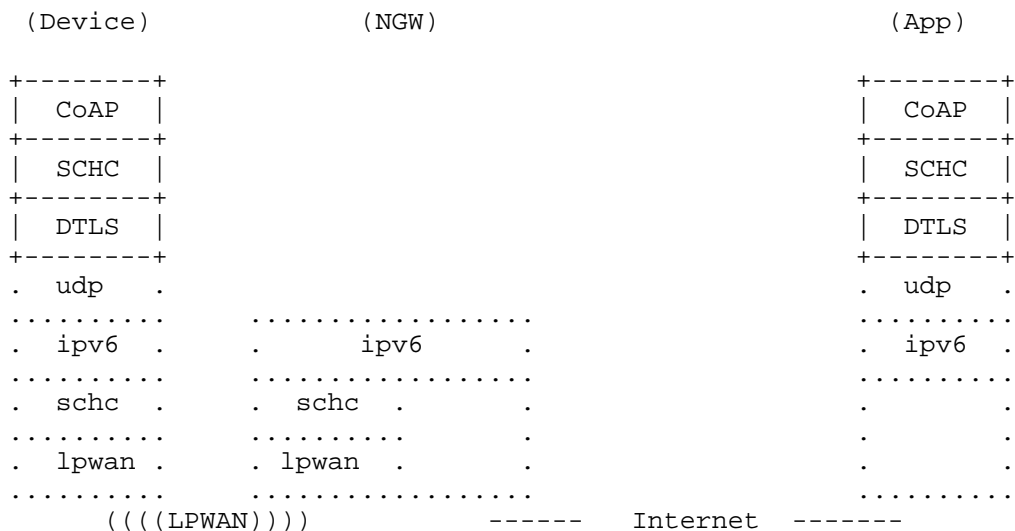 (Device)            (NGW)                              (App)

+--------+                                           +--------+
|  CoAP  |                                           |  CoAP  |
+--------+                                           +--------+
|  SCHC  |                                           |  SCHC  |
+--------+                                           +--------+
|  DTLS  |                                           |  DTLS  |
+--------+                                           +--------+
.  udp   .                                           .  udp   .
..........     ..................                    ..........
.  ipv6  .     .      ipv6      .                    .  ipv6  .
..........     ..................                    ..........
.  schc  .     .  schc  .       .                    .        .
..........     ..........       .                    .        .
.  lpwan .     . lpwan  .       .                    .        .
..........     ..................                    ..........
      ((((LPWAN))))           ------   Internet  -------